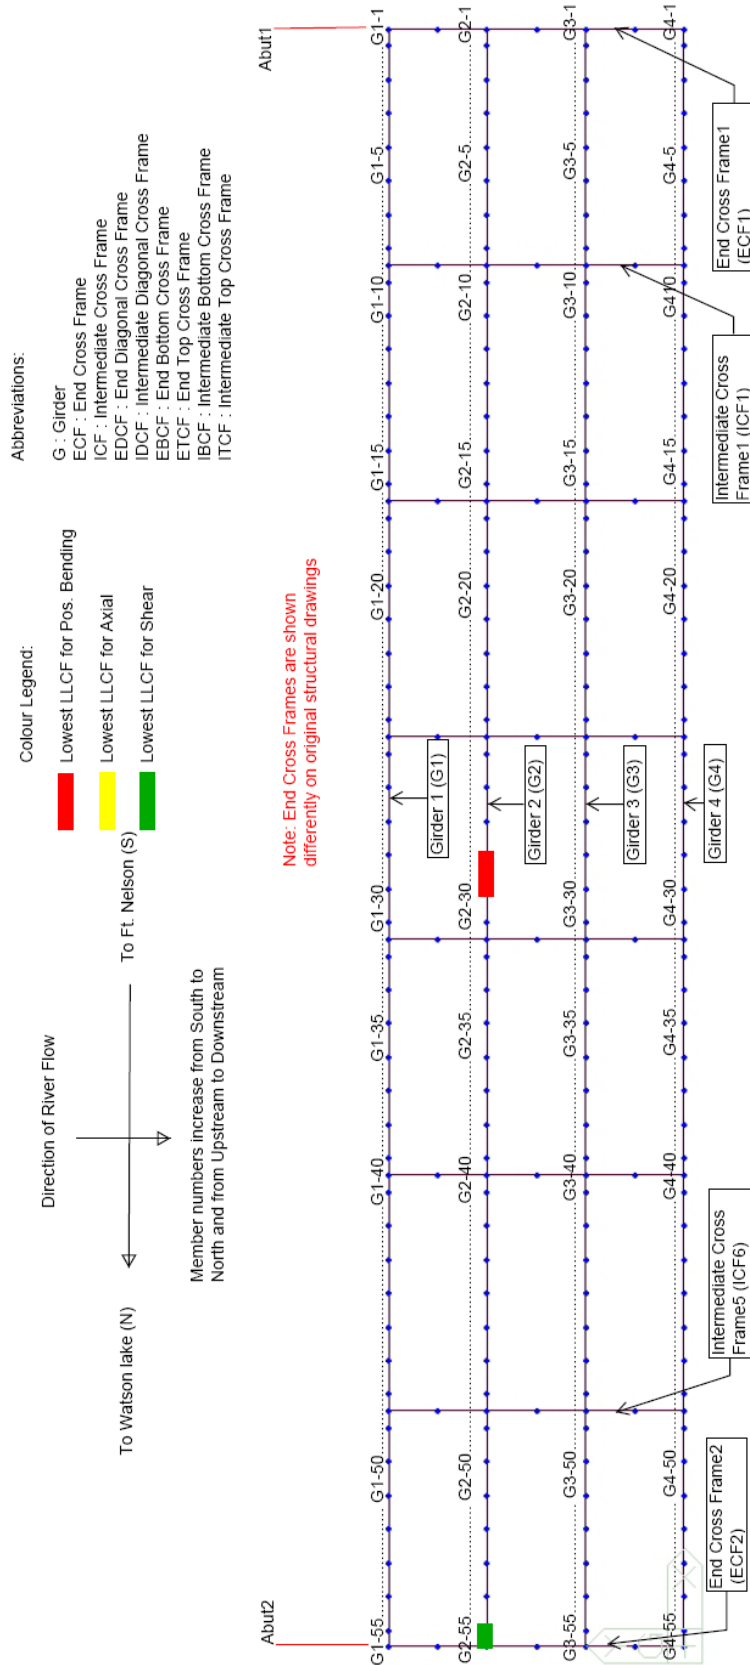 Abbreviations:
G : Girder
ECF : End Cross Frame
ICF : Intermediate Cross Frame
EDCF : End Diagonal Cross Frame
IDCF : Intermediate Diagonal Cross Frame
EBCF : End Bottom Cross Frame
ETCF : End Top Cross Frame
IBCF : Intermediate Bottom Cross Frame
ITCF : Intermediate Top Cross Frame
Colour Legend:
Lowest LLCF for Pos. Bending
Lowest LLCF for Axial
Lowest LLCF for Shear
Direction of River Flow
To Watson lake (N)
To Ft. Nelson (S)
Member numbers increase from South to
North and from Upstream to Downstream
Note: End Cross Frames are shown
differently on original structural drawings
Abut2
Abut1
G1-55
G1-50
G1-40
G1-35
G1-30
G1-20
G1-15
G1-10
G1-5
G1-1
Girder 1 (G1)
G2-55
G2-50
G2-40
G2-35
G2-30
G2-20
G2-15
G2-10
G2-5
G2-1
Girder 2 (G2)
G3-55
G3-50
G3-40
G3-35
G3-30
G3-20
G3-15
G3-10
G3-5
G3-1
Girder 3 (G3)
G4-55
G4-50
G4-40
G4-35
G4-30
G4-20
G4-15
G410
G4-5
G4-1
Girder 4 (G4)
End Cross Frame2
(ECF2)
Intermediate Cross
Frame5 (ICF6)
Intermediate Cross
Frame1 (ICF1)
End Cross Frame1
(ECF1)
X